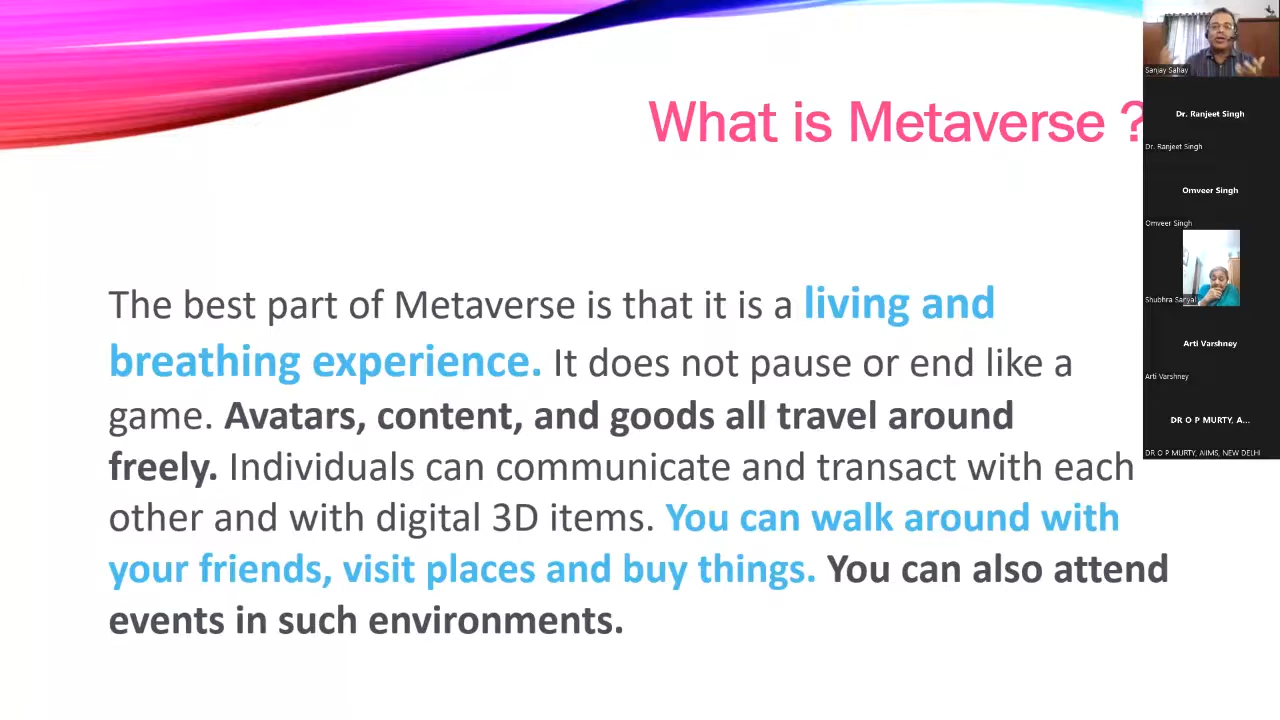 What is Metaverse ?
The best part of Metaverse is that it is a living and
breathing experience. It does not pause or end like a
game. Avatars, content, and goods all travel around
freely. Individuals can communicate and transact with each
other and with digital 3D items. You can walk around with
your friends, visit places and buy things. You can also attend
events in such environments.
Sanjay Sahay
Dr. Ranjeet Singh
Dr. Ranjeet Singh
Omveer Singh
Omveer Singh
Shubhra Sanyal
Arti Varshney
Arti Varshney
DR O P MURTY, A...
DR O P MURTY, AIIMS, NEW DELHI